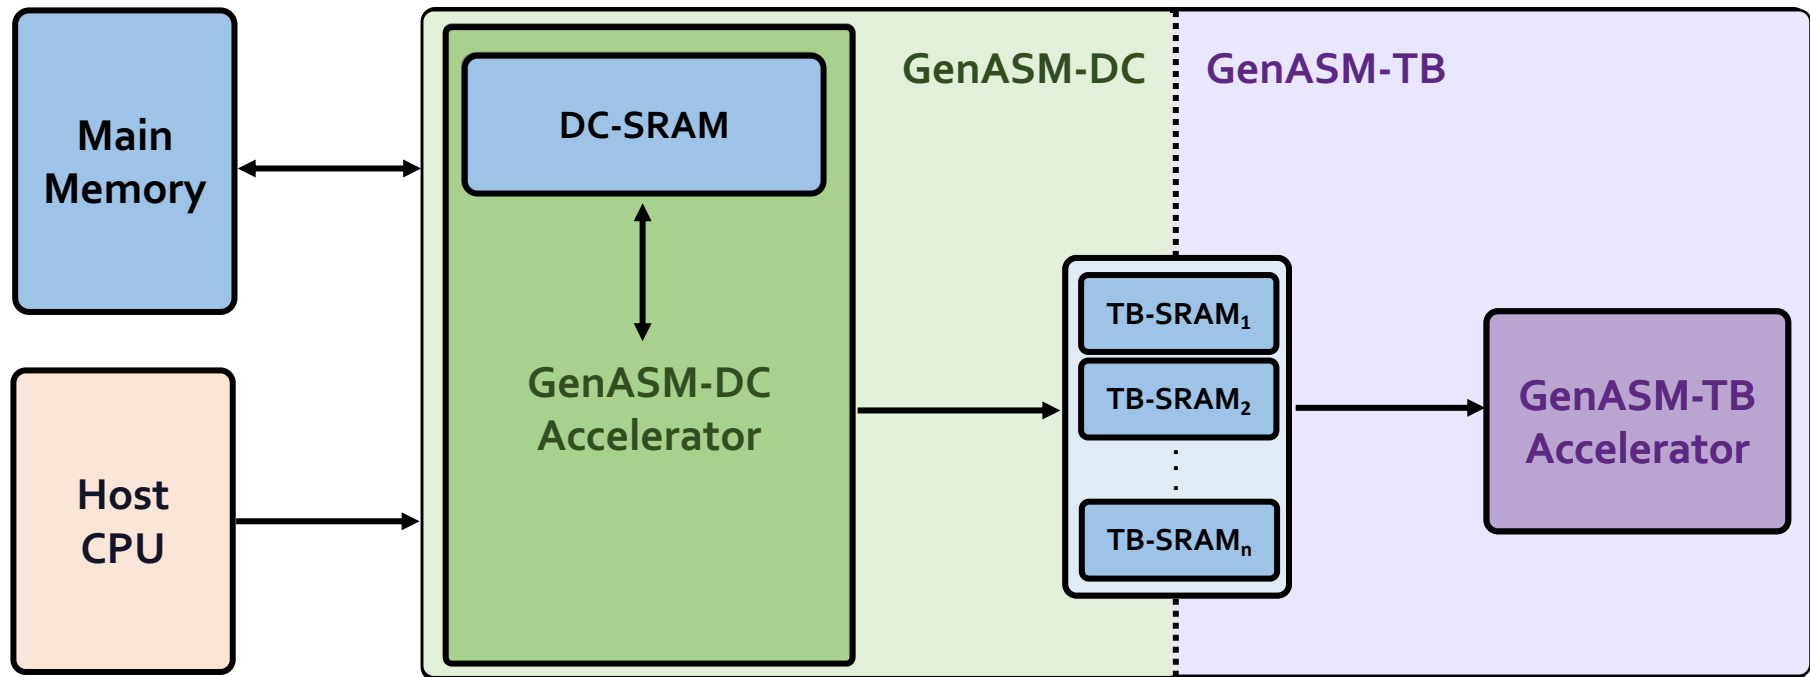 Main
Memory
Host
CPU
DC-SRAM
GenASM-DC
Accelerator
GenASM-DC
GenASM-TB
TB-SRAM₁
TB-SRAM₂
⋮
TB-SRAMₙ
GenASM-TB
Accelerator